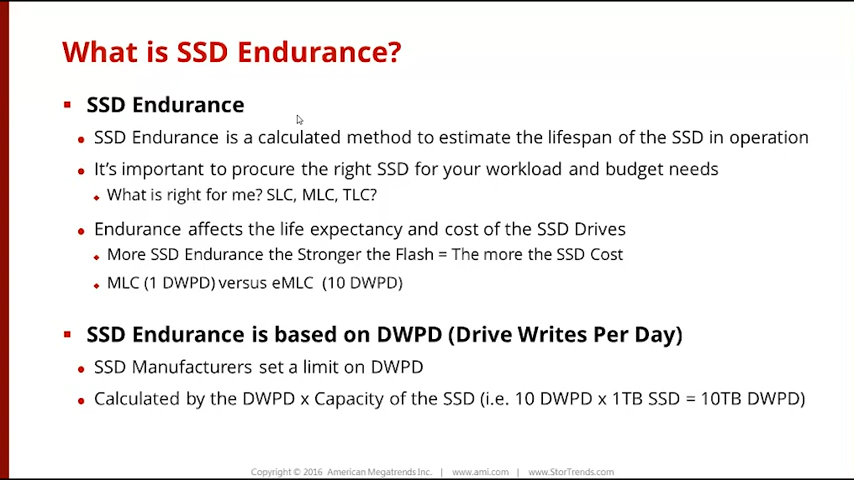 What is SSD Endurance?
SSD Endurance
SSD Endurance is a calculated method to estimate the lifespan of the SSD in operation
It's important to procure the right SSD for your workload and budget needs
What is right for me? SLC, MLC, TLC?
Endurance affects the life expectancy and cost of the SSD Drives
More SSD Endurance the Stronger the Flash = The more the SSD Cost
MLC (1 DWPD) versus eMLC (10 DWPD)
SSD Endurance is based on DWPD (Drive Writes Per Day)
SSD Manufacturers set a limit on DWPD
Calculated by the DWPD x Capacity of the SSD (i.e. 10 DWPD x 1TB SSD = 10TB DWPD)
Copyright © 2016 American Megatrends Inc. | www.ami.com | www.StorTrends.com